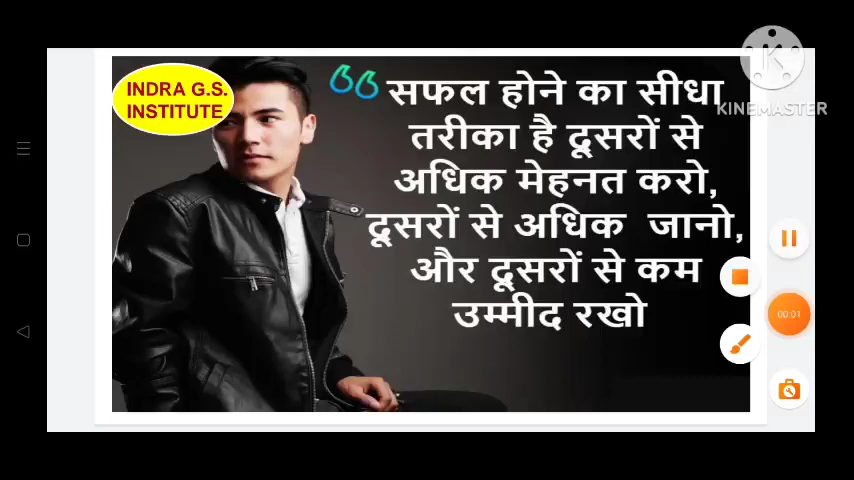 INDRA G.S.
INSTITUTE
सफल होने का सीधा
तरीका है दूसरों से
अधिक मेहनत करो,
दूसरों से अधिक जानो,
और दूसरों से कम
उम्मीद रखो
K
KINEMASTER
00:01